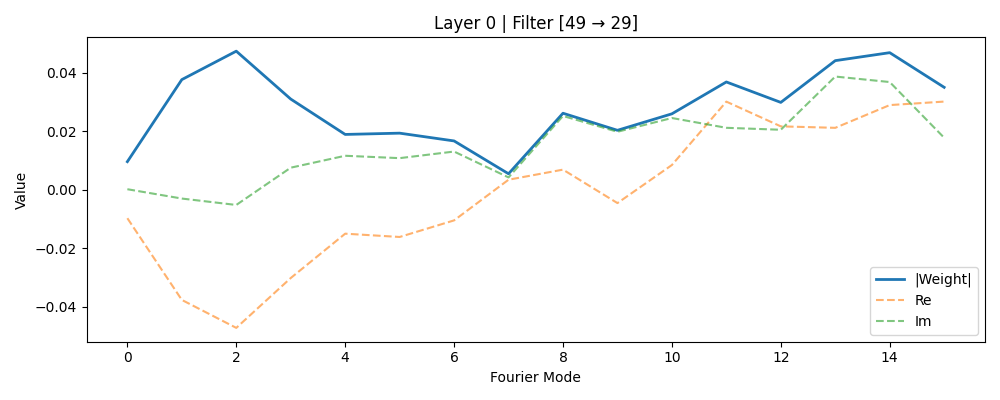 Layer 0 | Filter [49 → 29]
Value
0.04
0.02
0.00
−0.02
−0.04
0 2 4 6 8 10 12 14
Fourier Mode
|Weight|
Re
Im